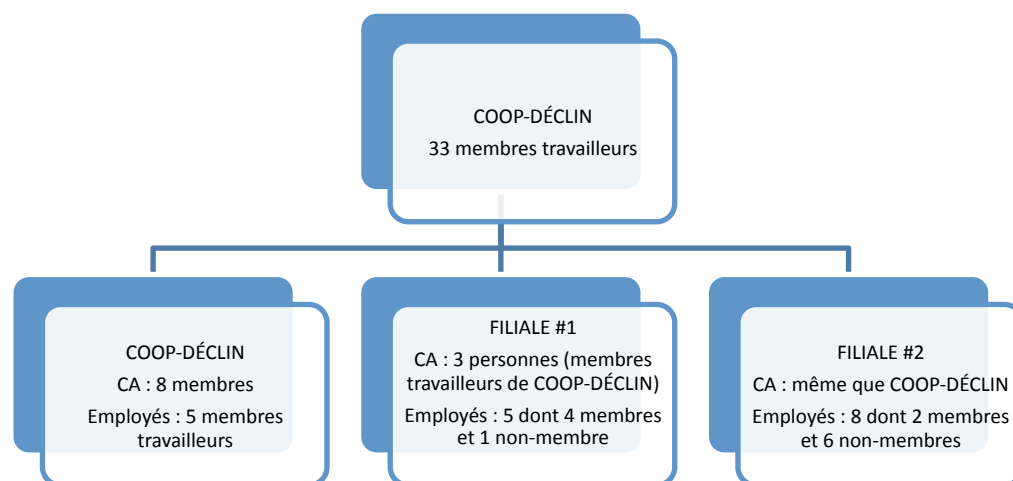 COOP-DÉCLIN
33 membres travailleurs
COOP-DÉCLIN
CA : 8 membres
Employés : 5 membres
travailleurs
FILIALE #1
CA : 3 personnes (membres
travailleurs de COOP-DÉCLIN)
Employés : 5 dont 4 membres
et 1 non-membre
FILIALE #2
CA : même que COOP-DÉCLIN
Employés : 8 dont 2 membres
et 6 non-membres